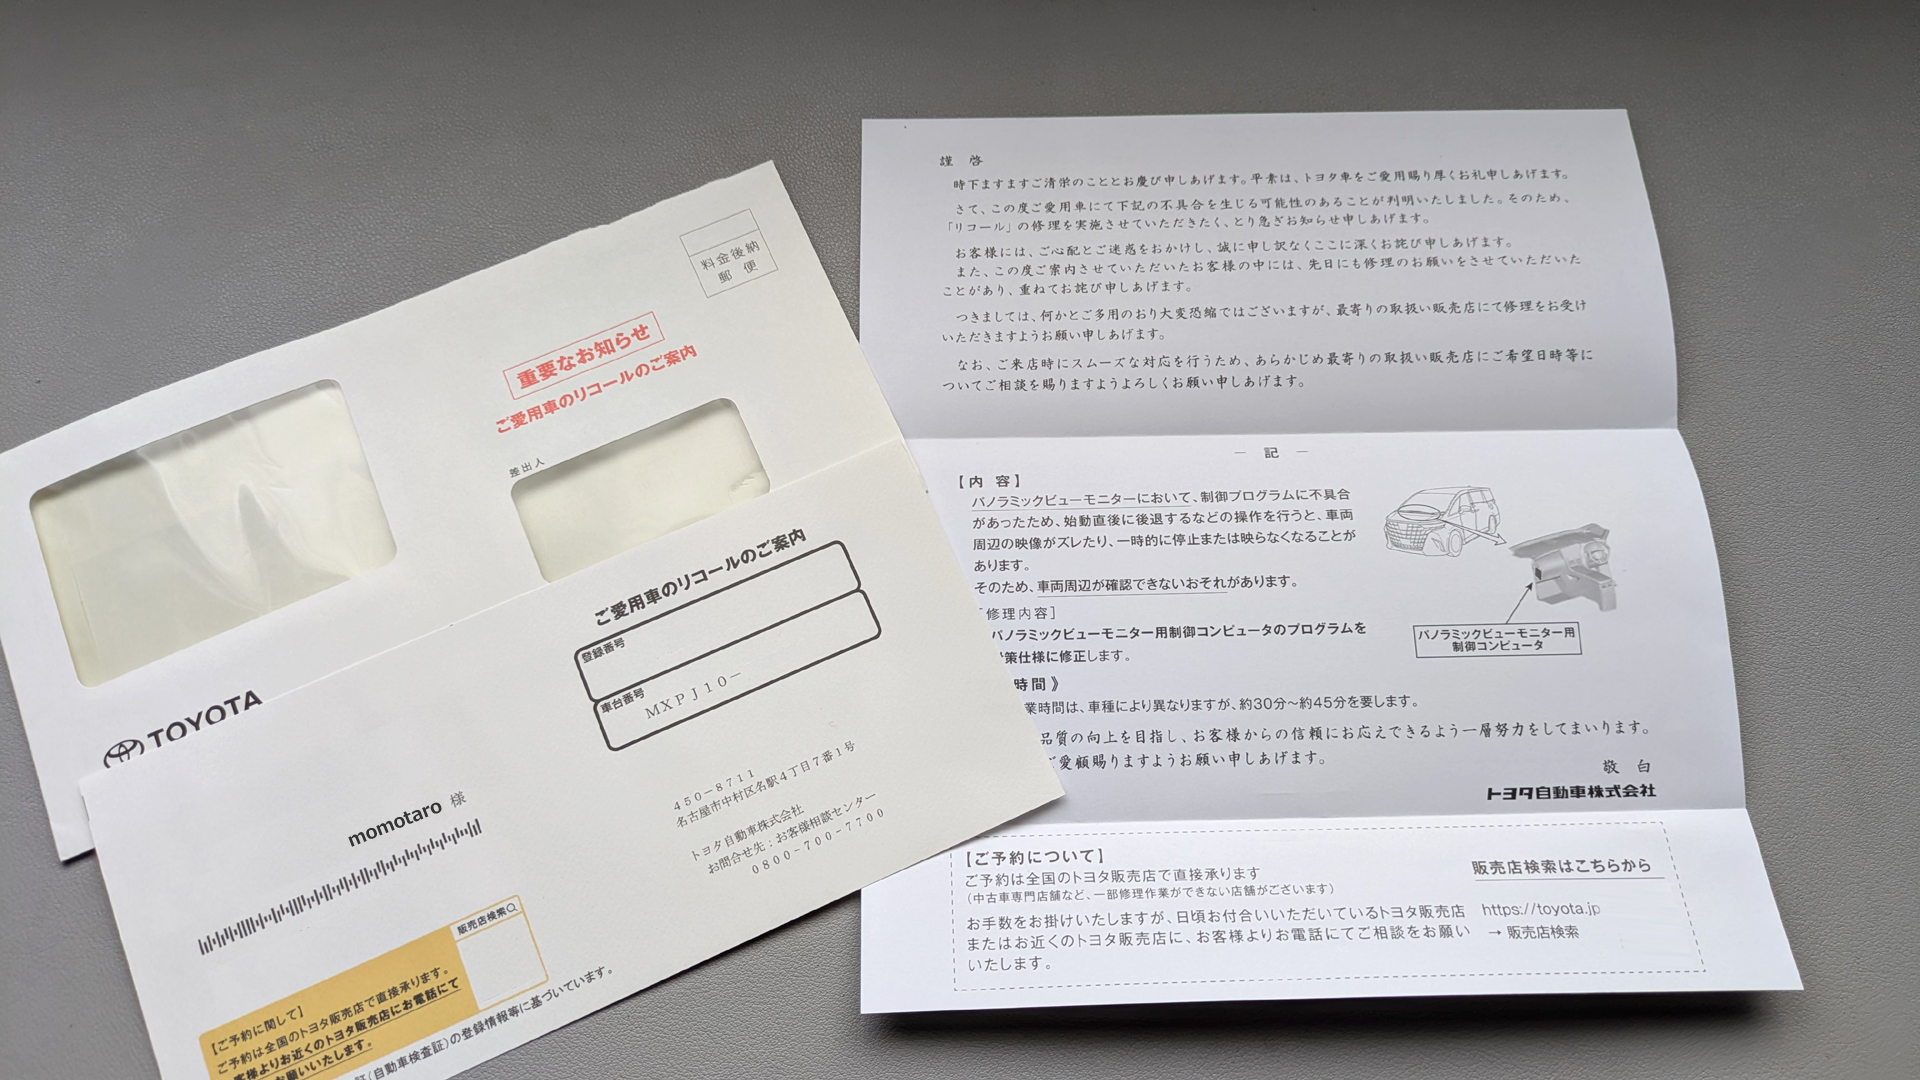 料金後納
郵便
重要なお知らせ
ご愛用車のリコールのご案内
差出人
TOYOTA
ご愛用車のリコールのご案内
登録番号
車台番号
MXPJ10-
momotaro 様
450-8711
名古屋市中村区名駅4丁目7番1号
トヨタ自動車株式会社
お問合せ先:お客様相談センター
0800-700-7700
販売店検索
【ご予約に関して】
ご予約は全国のトヨタ販売店で直接承ります。
客様よりお近くのトヨタ販売店にお電話にて
お願いいたします。
証(自動車検査証)の登録情報等に基づいています。
謹啓
時下ますますご清栄のこととお慶び申しあげます。平素は、トヨタ車をご愛用賜り厚くお礼申しあげます。
さて、この度ご愛用車にて下記の不具合を生じる可能性のあることが判明いたしました。そのため、
「リコール」の修理を実施させていただきたく、とり急ぎお知らせ申しあげます。
お客様には、ご心配とご迷惑をおかけし、誠に申し訳なくここに深くお詫び申しあげます。
また、この度ご案内させていただいたお客様の中には、先日にも修理のお願いをさせていただいた
ことがあり、重ねてお詫び申しあげます。
つきましては、何かとご多用のおり大変恐縮ではございますが、最寄りの取扱い販売店にて修理をお受け
いただきますようお願い申しあげます。
なお、ご来店時にスムーズな対応を行うため、あらかじめ最寄りの取扱い販売店にご希望日時等に
ついてご相談を賜りますようよろしくお願い申しあげます。
― 記 ―
【内 容】
パノラミックビューモニターにおいて、制御プログラムに不具合
があったため、始動直後に後退するなどの操作を行うと、車両
周辺の映像がズレたり、一時的に停止または映らなくなることが
あります。
そのため、車両周辺が確認できないおそれがあります。
[修理内容]
パノラミックビューモニター用制御コンピュータのプログラムを
策仕様に修正します。
時間》
業時間は、車種により異なりますが、約30分～約45分を要します。
パノラミックビューモニター用
制御コンピュータ
品質の向上を目指し、お客様からの信頼にお応えできるよう一層努力をしてまいります。
ご愛顧賜りますようお願い申しあげます。
敬白
トヨタ自動車株式会社
【ご予約について】
ご予約は全国のトヨタ販売店で直接承ります
(中古車専門店舗など、一部修理作業ができない店舗がございます)
お手数をお掛けいたしますが、日頃お付合いいただいているトヨタ販売店
またはお近くのトヨタ販売店に、お客様よりお電話にてご相談をお願い
いたします。
販売店検索はこちらから
https://toyota.jp
→ 販売店検索